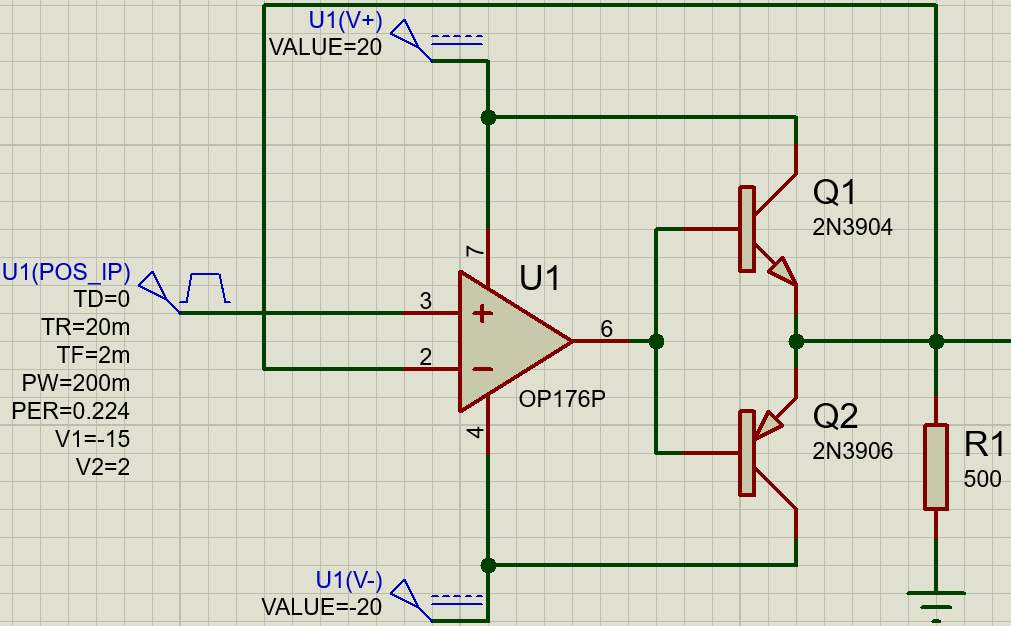 U1(V+)
VALUE=20
Q1
2N3904
7
U1(POS_IP)
TD=0
TR=20m
TF=2m
PW=200m
PER=0.224
V1=-15
V2=2
3
+
2
−
U1
6
OP176P
4
Q2
2N3906
R1
500
U1(V-)
VALUE=-20